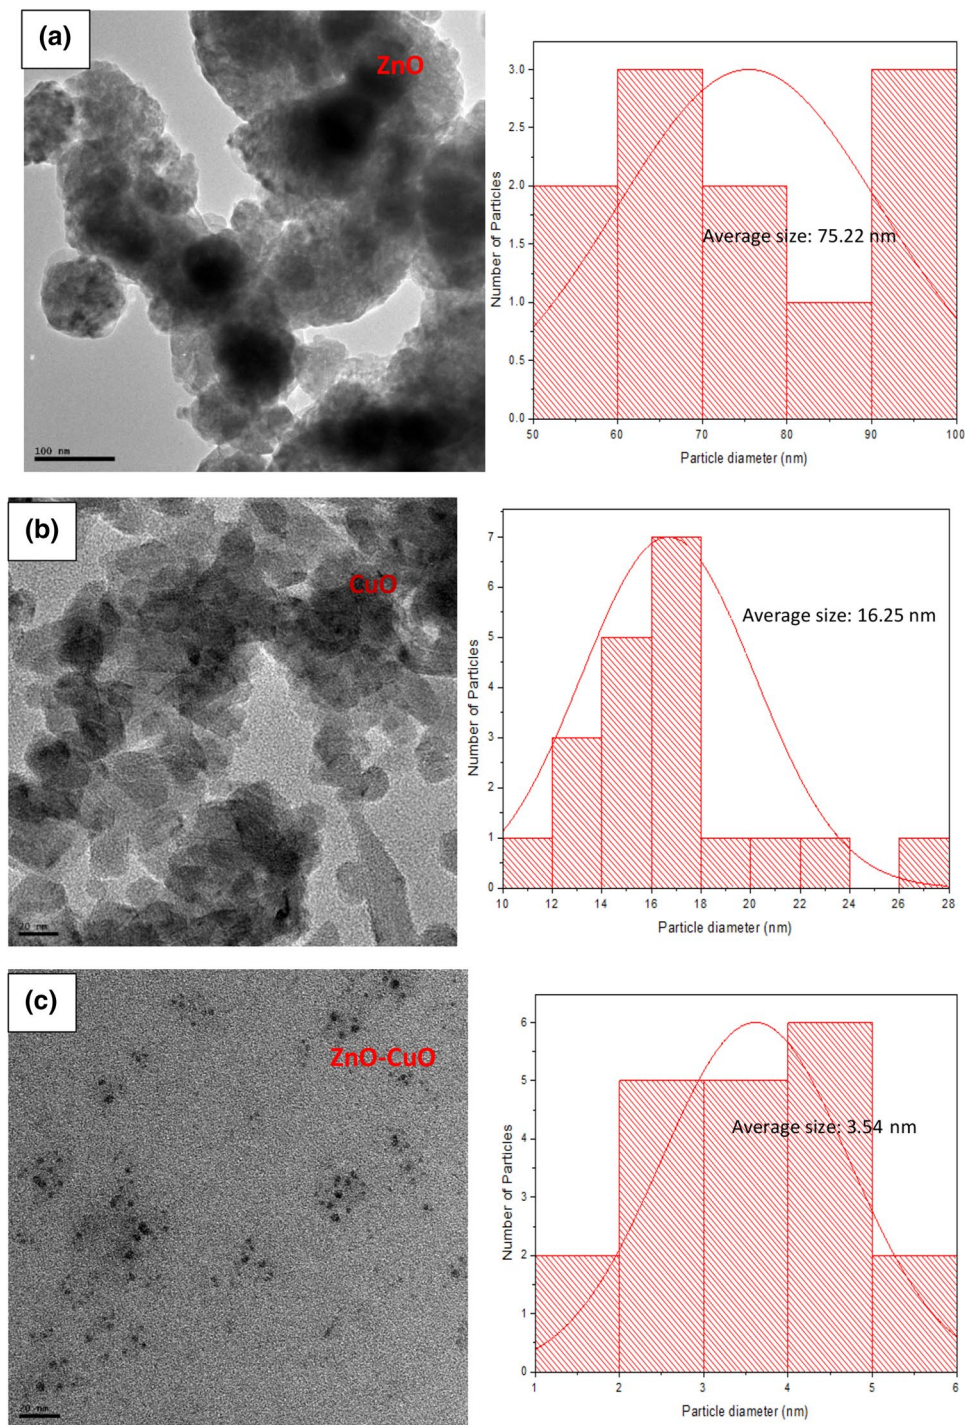 (a)
ZnO
100 nm
3.0
2.5
2.0
1.5
1.0
0.5
0.0
Number of Particles
Average size: 75.22 nm
50 60 70 80 90 100
Particle diameter (nm)
(b)
CuO
20 nm
7
6
5
4
3
2
1
0
Number of Particles
Average size: 16.25 nm
10 12 14 16 18 20 22 24 26 28
Particle diameter (nm)
(c)
ZnO-CuO
20 nm
6
5
4
3
2
1
0
Number of Particles
Average size: 3.54 nm
1 2 3 4 5 6
Particle diameter (nm)